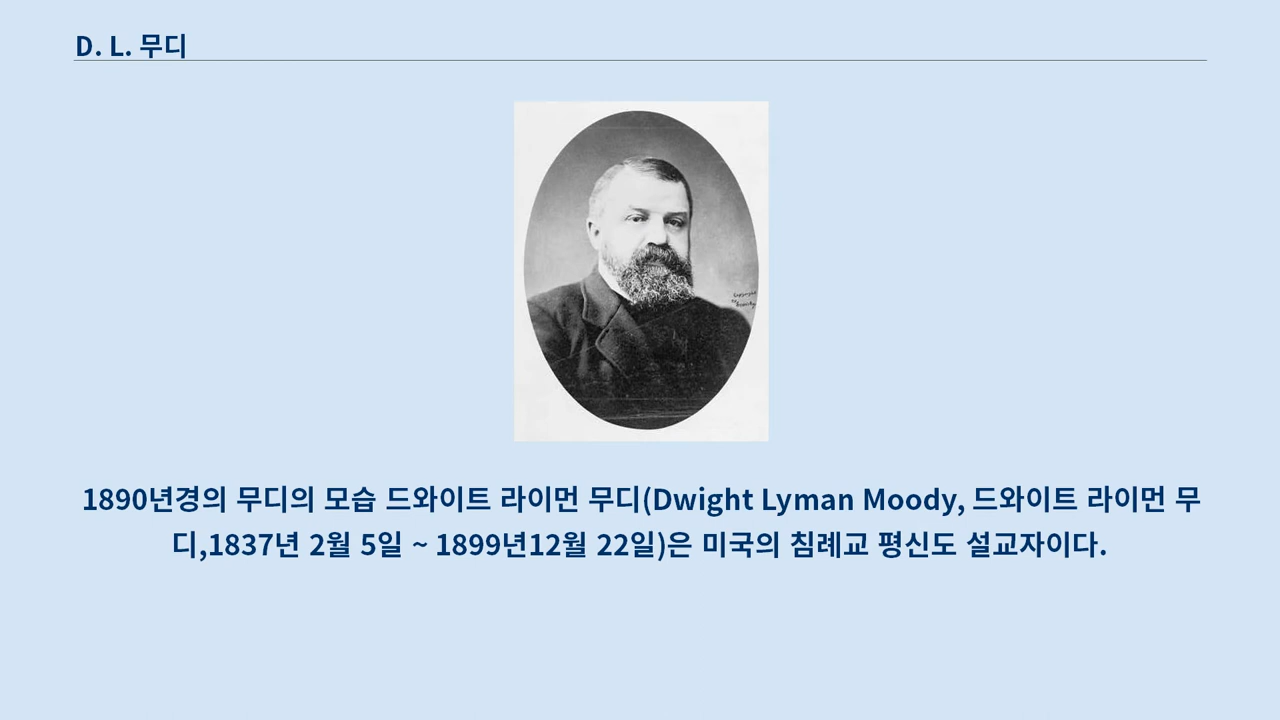 D. L. 무디
1890년경의 무디의 모습 드와이트 라이먼 무디(Dwight Lyman Moody, 드와이트 라이먼 무
디,1837년 2월 5일 ~ 1899년12월 22일)은 미국의 침례교 평신도 설교자이다.